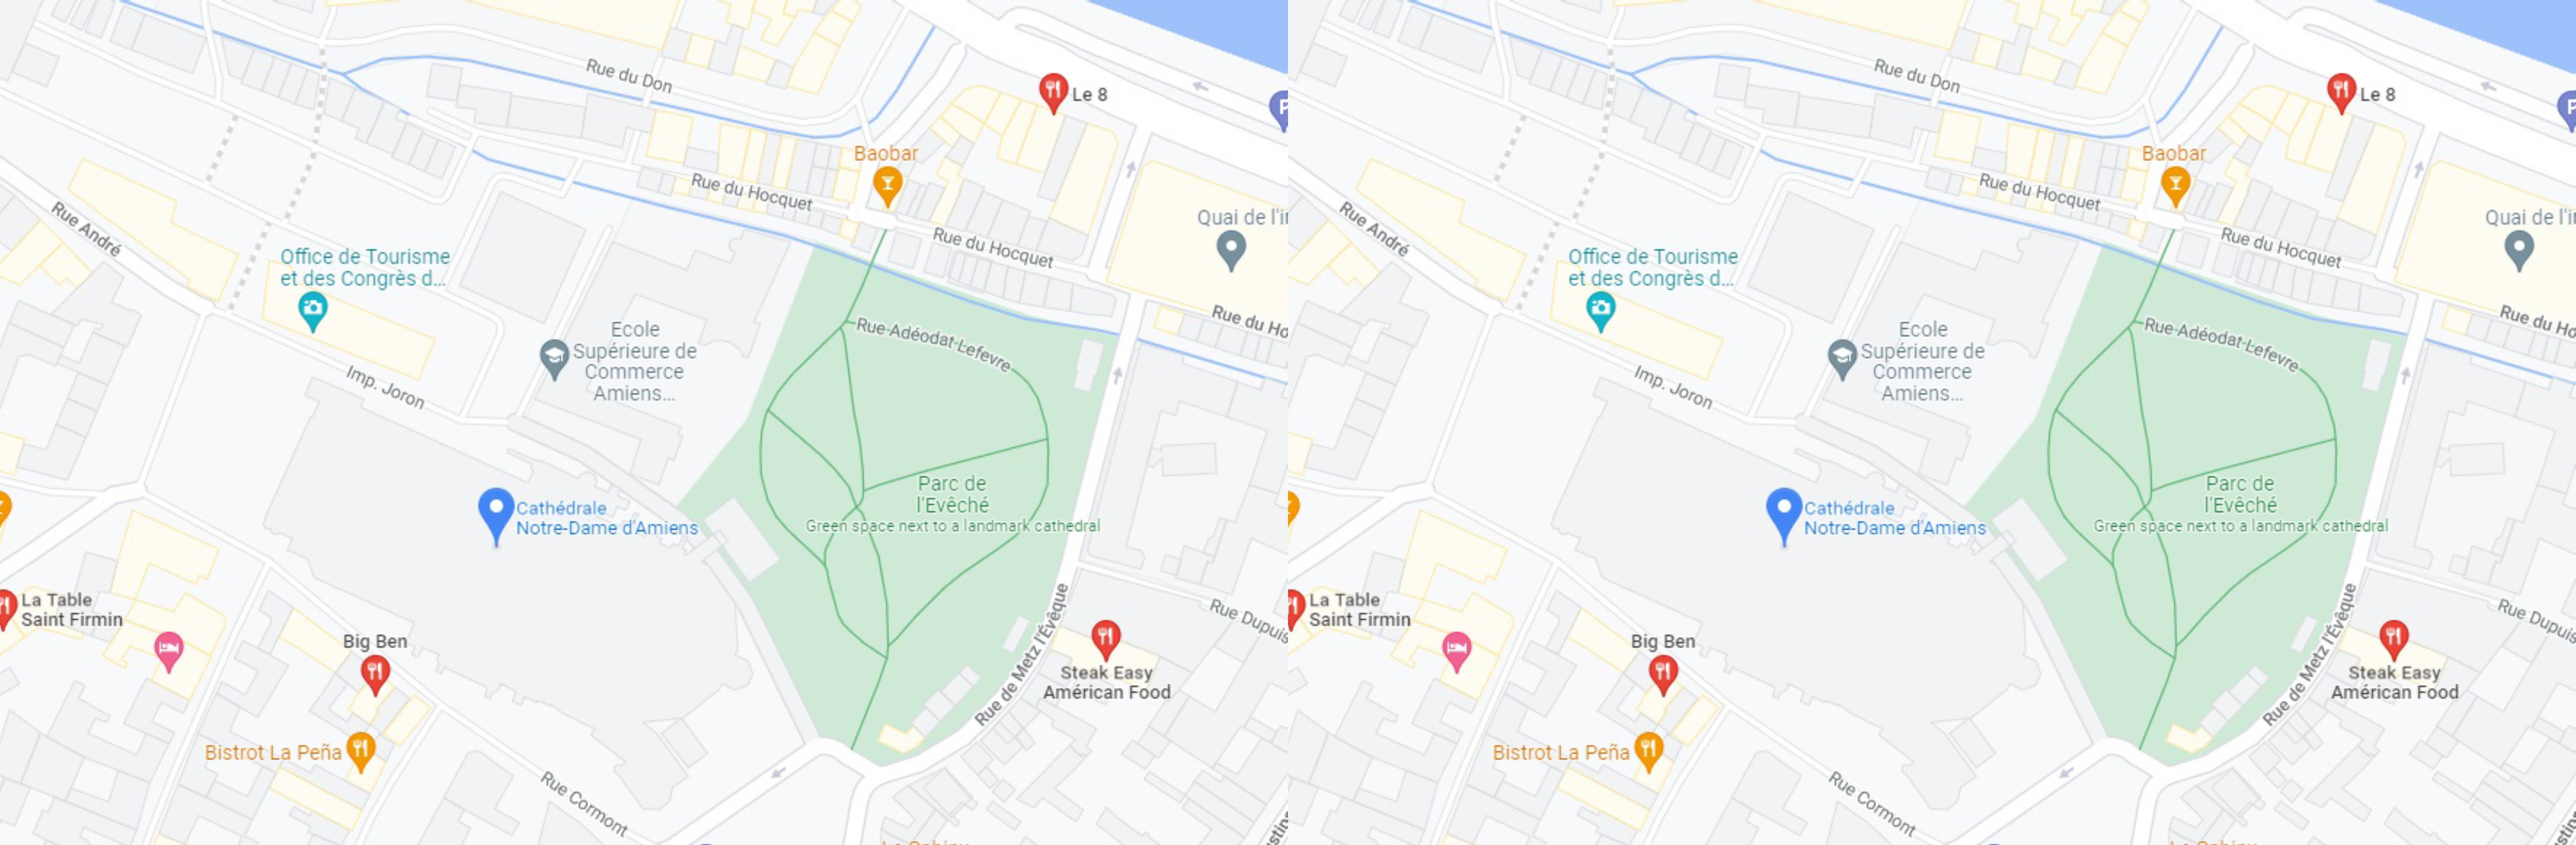 Rue du Don
Le 8
P
Baobar
Rue du Hocquet
Rue André
Quai de l'i
Rue du Hocquet
Office de Tourisme
et des Congrès d...
Rue du Ho
Ecole
Supérieure de
Commerce
Amiens...
Rue-Adéodat-Lefevre
Imp. Joron
Parc de
l'Evêché
Green space next to a landmark cathedral
Cathédrale
Notre-Dame d'Amiens
La Table
Saint Firmin
Rue Dupuis
Big Ben
Rue de Metz l'Évêque
Steak Easy
Américan Food
Bistrot La Peña
Rue Cormont
Rue du Don
Le 8
P
Baobar
Rue du Hocquet
Rue André
Quai de l'i
Rue du Hocquet
Office de Tourisme
et des Congrès d...
Rue du Ho
Ecole
Supérieure de
Commerce
Amiens...
Rue-Adéodat-Lefevre
Imp. Joron
Parc de
l'Evêché
Green space next to a landmark cathedral
Cathédrale
Notre-Dame d'Amiens
La Table
Saint Firmin
Rue Dupuis
Big Ben
Rue de Metz l'Évêque
Steak Easy
Américan Food
Bistrot La Peña
Rue Cormont